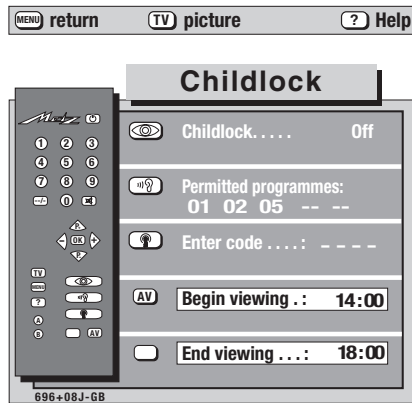 MENU return TV picture ? Help
Childlock
Metz
1 2 3
4 5 6
7 8 9
--/- 0
P+
- OK +
P-
TV
MENU
?
A
B AV
Childlock..... Off
Permitted programmes:
01 02 05 -- --
Enter code ....: _ _ _ _
AV Begin viewing .: 14:00
End viewing ...: 18:00
696+08J-GB